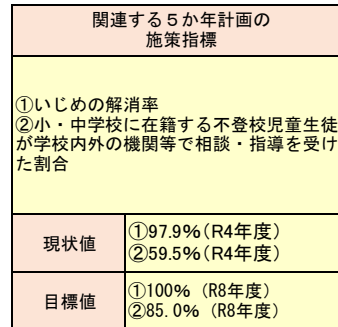 関連する５か年計画の
施策指標
①いじめの解消率
②小・中学校に在籍する不登校児童生徒
が学校内外の機関等で相談・指導を受け
た割合
現状値
①97.9%(R4年度)
②59.5%(R4年度)
目標値
①100% (R8年度)
②85.0% (R8年度)